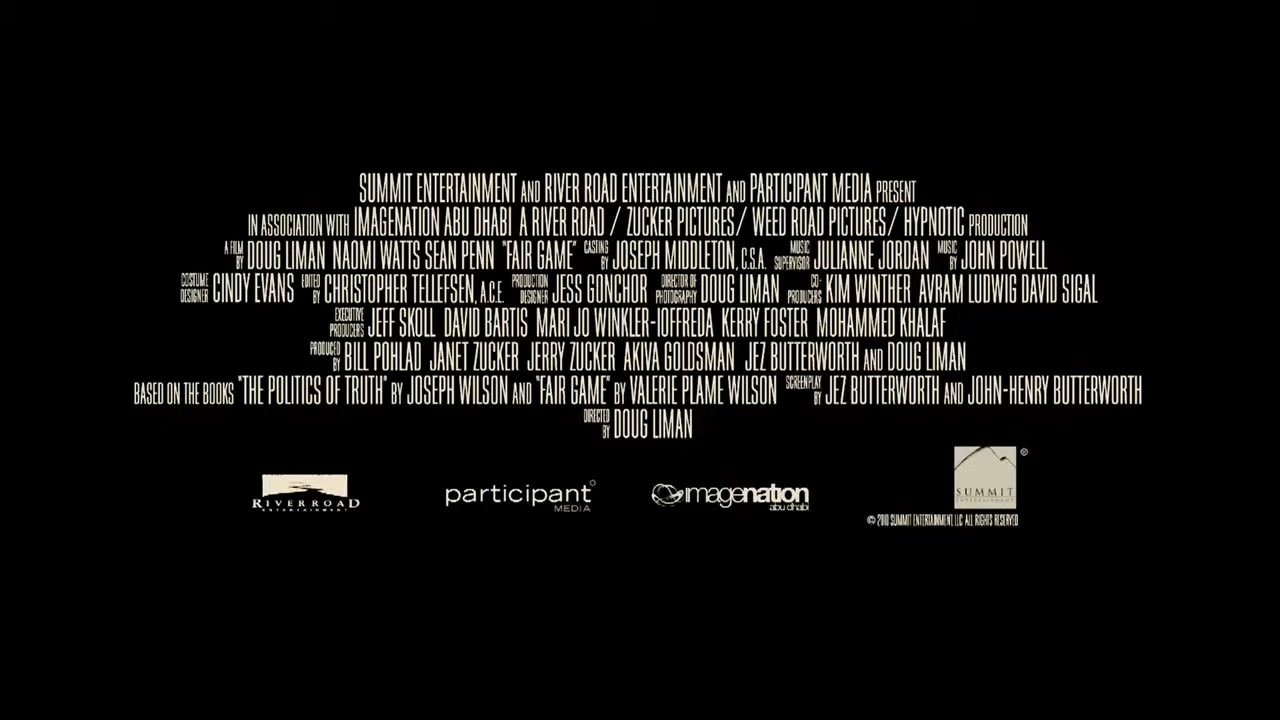 SUMMIT ENTERTAINMENT AND RIVER ROAD ENTERTAINMENT AND PARTICIPANT MEDIA PRESENT
IN ASSOCIATION WITH IMAGENATION ABU DHABI A RIVER ROAD / ZUCKER PICTURES/ WEED ROAD PICTURES/ HYPNOTIC PRODUCTION
A FILM BY DOUG LIMAN NAOMI WATTS SEAN PENN "FAIR GAME" CASTING BY JOSEPH MIDDLETON, C.S.A. MUSIC SUPERVISOR JULIANNE JORDAN MUSIC BY JOHN POWELL
COSTUME DESIGNER CINDY EVANS EDITED BY CHRISTOPHER TELLEFSEN, A.C.E. PRODUCTION DESIGNER JESS GONCHOR DIRECTOR OF PHOTOGRAPHY DOUG LIMAN CO-PRODUCERS KIM WINTHER AVRAM LUDWIG DAVID SIGAL
EXECUTIVE PRODUCERS JEFF SKOLL DAVID BARTIS MARI JO WINKLER-IOFFREDA KERRY FOSTER MOHAMMED KHALAF
PRODUCED BY BILL POHLAD JANET ZUCKER JERRY ZUCKER AKIVA GOLDSMAN JEZ BUTTERWORTH AND DOUG LIMAN
BASED ON THE BOOKS "THE POLITICS OF TRUTH" BY JOSEPH WILSON AND "FAIR GAME" BY VALERIE PLAME WILSON SCREENPLAY BY JEZ BUTTERWORTH AND JOHN-HENRY BUTTERWORTH
DIRECTED BY DOUG LIMAN
RIVER ROAD
ENTERTAINMENT
participant
MEDIA
imagenation
abu dhabi
SUMMIT
ENTERTAINMENT
®
© 2010 SUMMIT ENTERTAINMENT, LLC ALL RIGHTS RESERVED